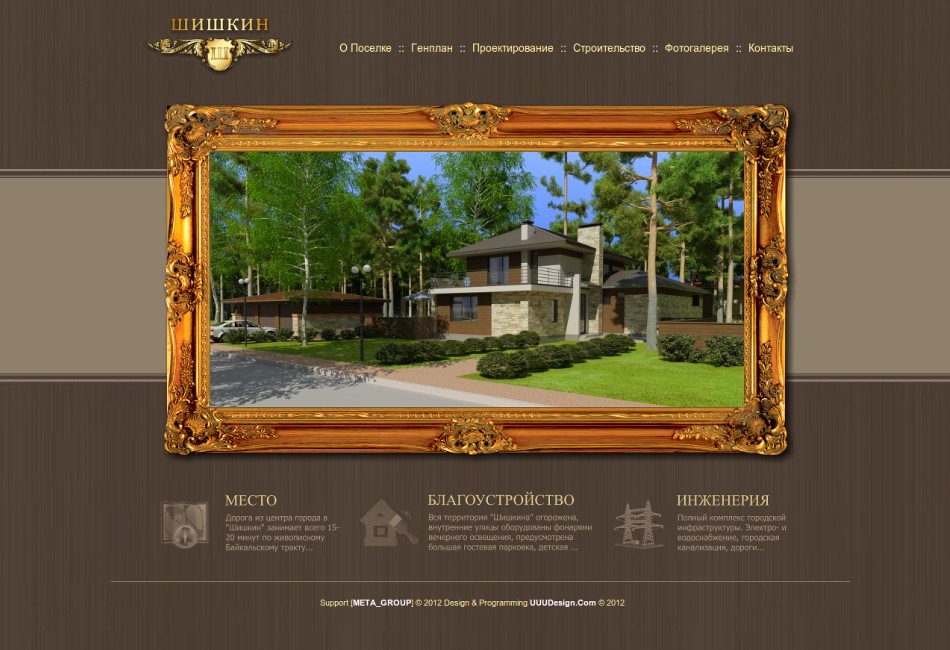 ШИШКИН
Ш
О Поселке :: Генплан :: Проектирование :: Строительство :: Фотогалерея :: Контакты
МЕСТО
Дорога из центра города в
"Шишкин" занимает всего 15-
20 минут по живописному
Байкальскому тракту...
БЛАГОУСТРОЙСТВО
Вся территория "Шишкина" огорожена,
внутренние улицы оборудованы фонарями
вечернего освещения, предусмотрена
большая гостевая парковка, детская ...
ИНЖЕНЕРИЯ
Полный комплекс городской
инфраструктуры. Электро- и
водоснабжение, городская
канализация, дороги...
Support [META_GROUP] © 2012 Design & Programming UUUDesign.Com © 2012